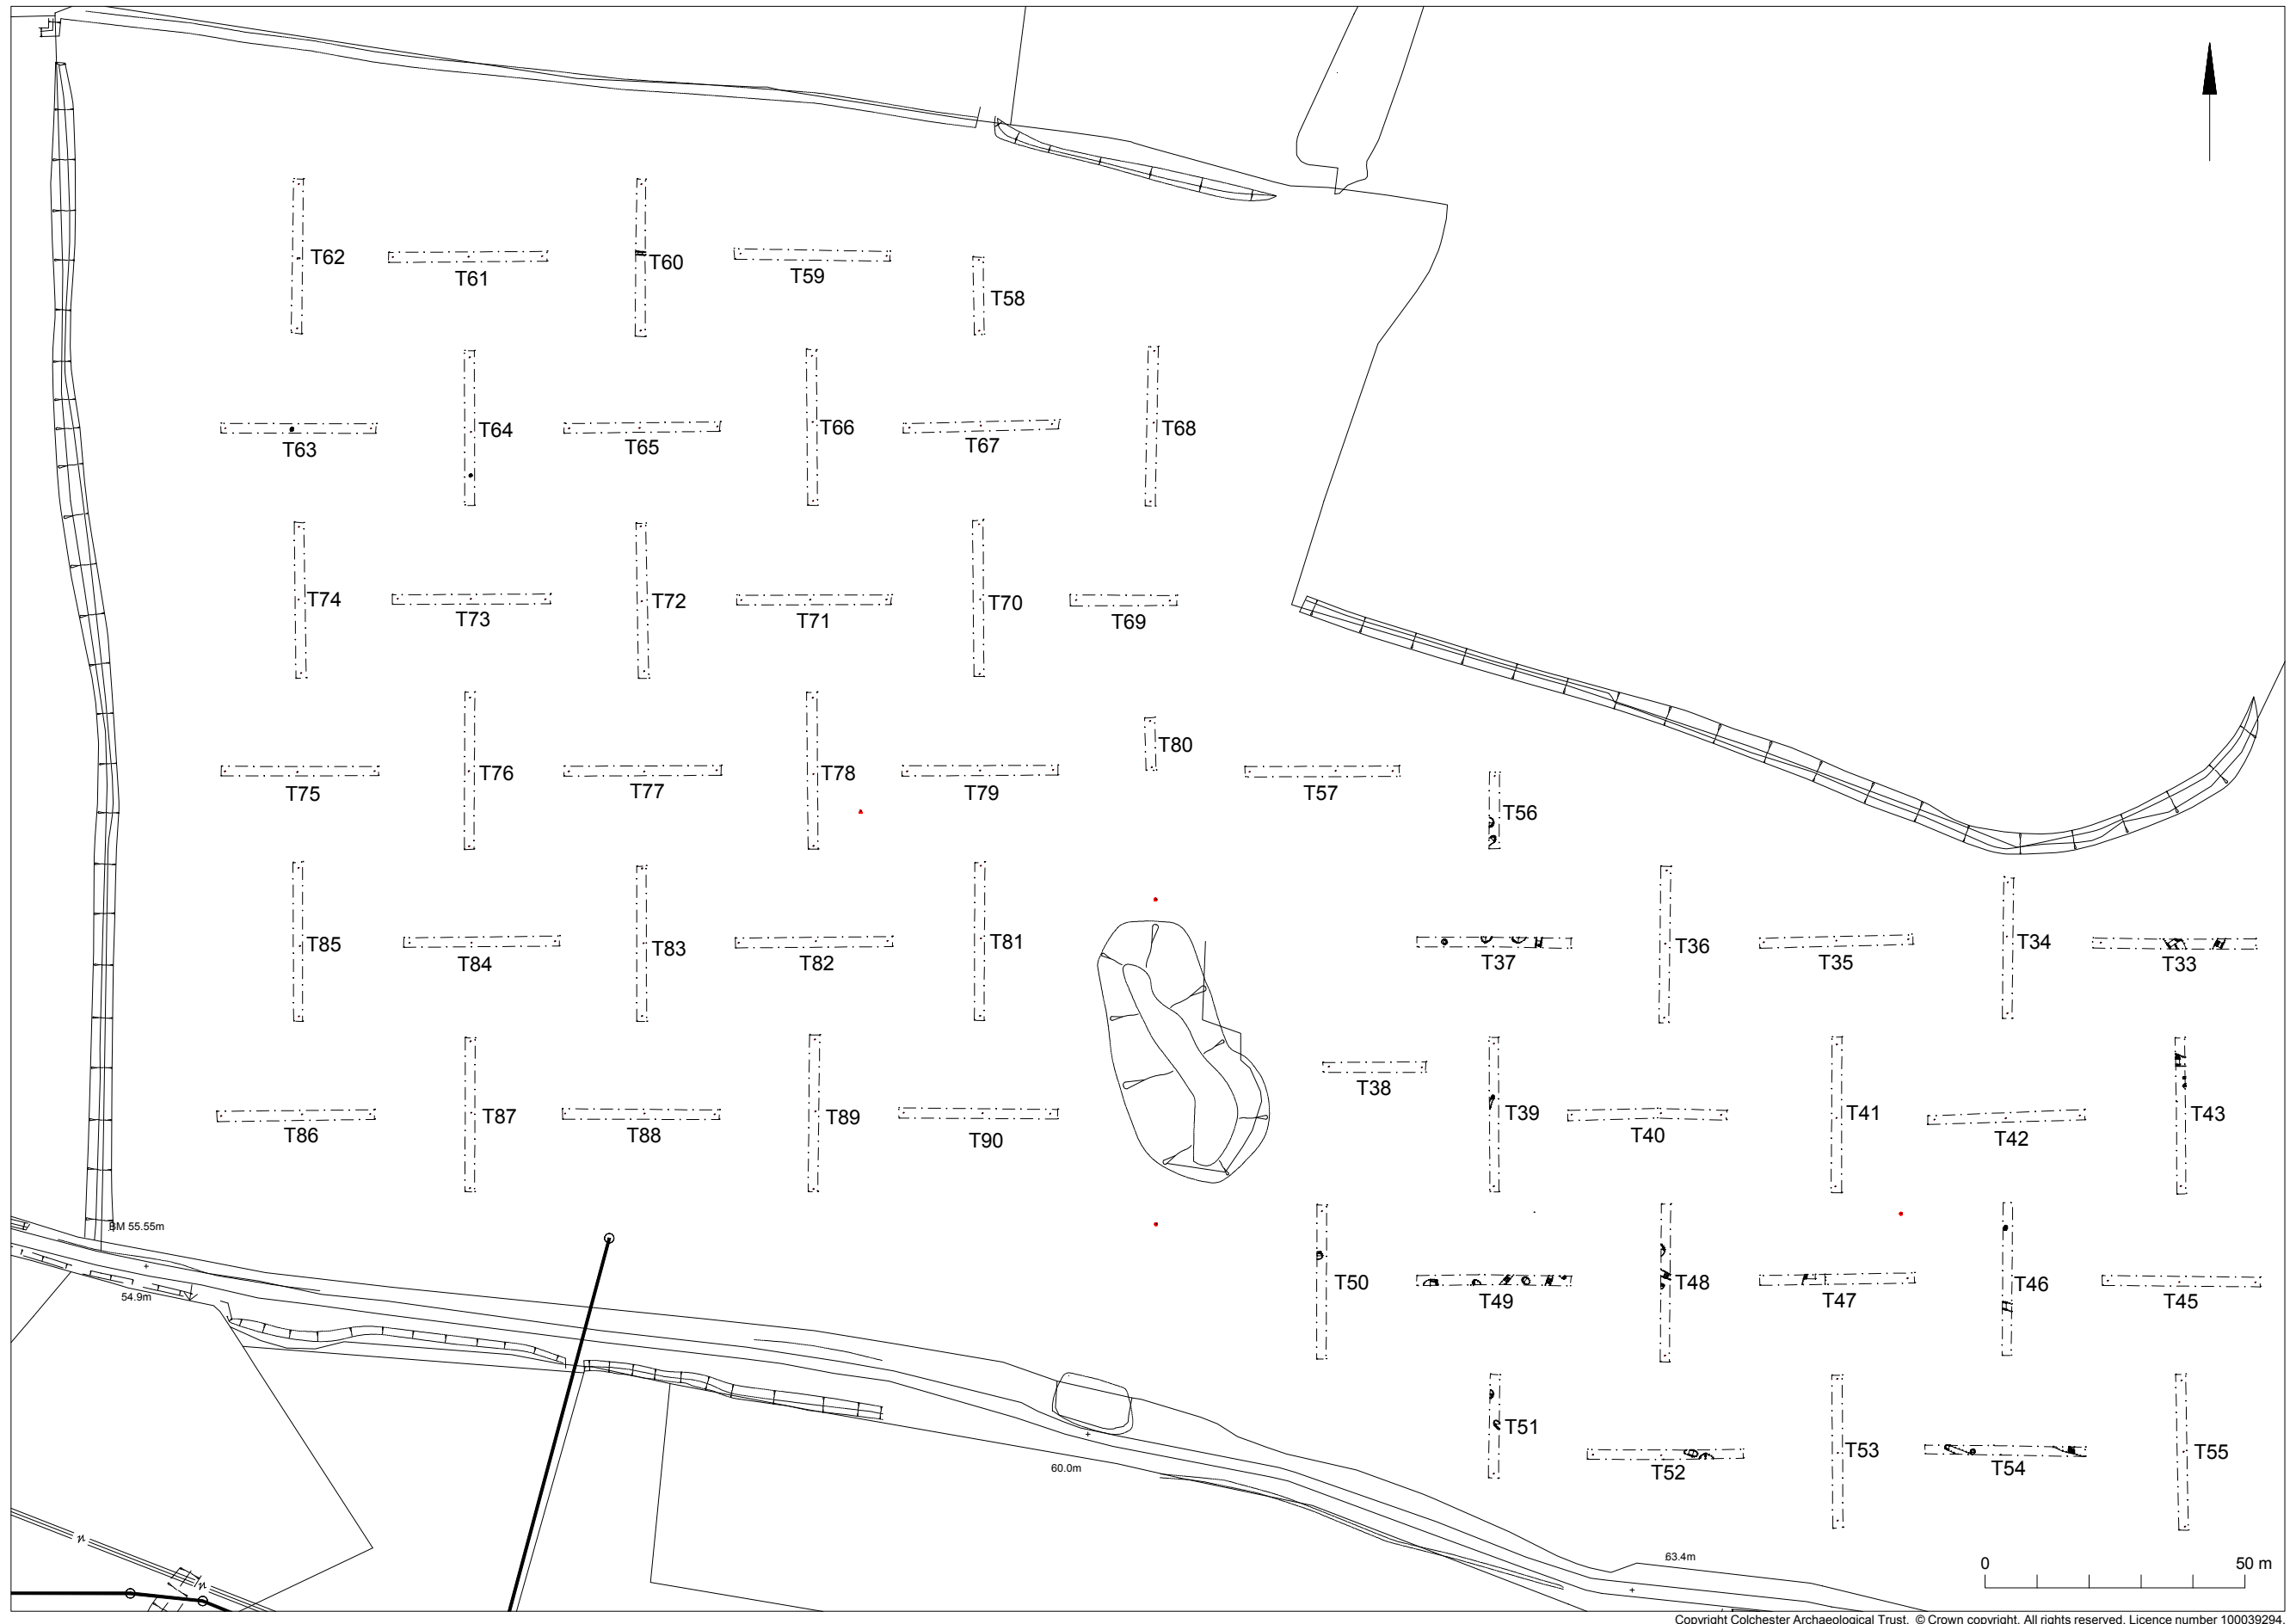 T62
T61
T60
T59
T58
T63
T64
T65
T66
T67
T68
T74
T73
T72
T71
T70
T69
T75
T76
T77
T78
T79
T80
T57
T56
T85
T84
T83
T82
T81
T37
T36
T35
T34
T33
T86
T87
T88
T89
T90
T38
T39
T40
T41
T42
T43
BM 55.55m
54.9m
T50
T49
T48
T47
T46
T45
T51
T52
T53
T54
T55
60.0m
63.4m
0 50 m
Copyright Colchester Archaeological Trust. © Crown copyright. All rights reserved. Licence number 100039294.